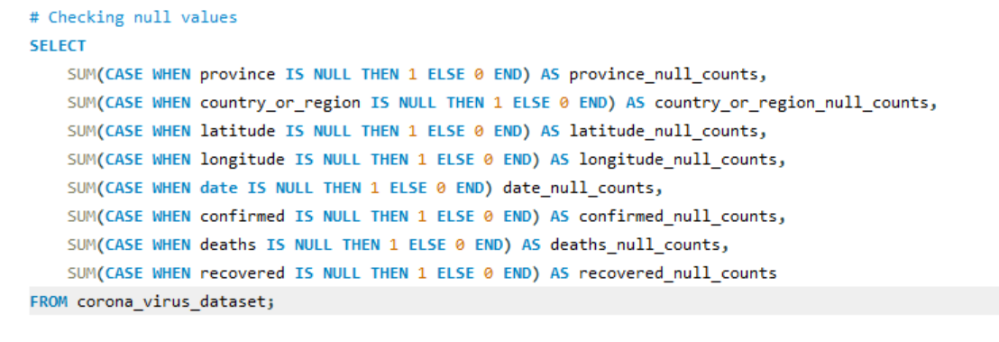 # Checking null values
SELECT
    SUM(CASE WHEN province IS NULL THEN 1 ELSE 0 END) AS province_null_counts,
    SUM(CASE WHEN country_or_region IS NULL THEN 1 ELSE 0 END) AS country_or_region_null_counts,
    SUM(CASE WHEN latitude IS NULL THEN 1 ELSE 0 END) AS latitude_null_counts,
    SUM(CASE WHEN longitude IS NULL THEN 1 ELSE 0 END) AS longitude_null_counts,
    SUM(CASE WHEN date IS NULL THEN 1 ELSE 0 END) date_null_counts,
    SUM(CASE WHEN confirmed IS NULL THEN 1 ELSE 0 END) AS confirmed_null_counts,
    SUM(CASE WHEN deaths IS NULL THEN 1 ELSE 0 END) AS deaths_null_counts,
    SUM(CASE WHEN recovered IS NULL THEN 1 ELSE 0 END) AS recovered_null_counts
FROM corona_virus_dataset;